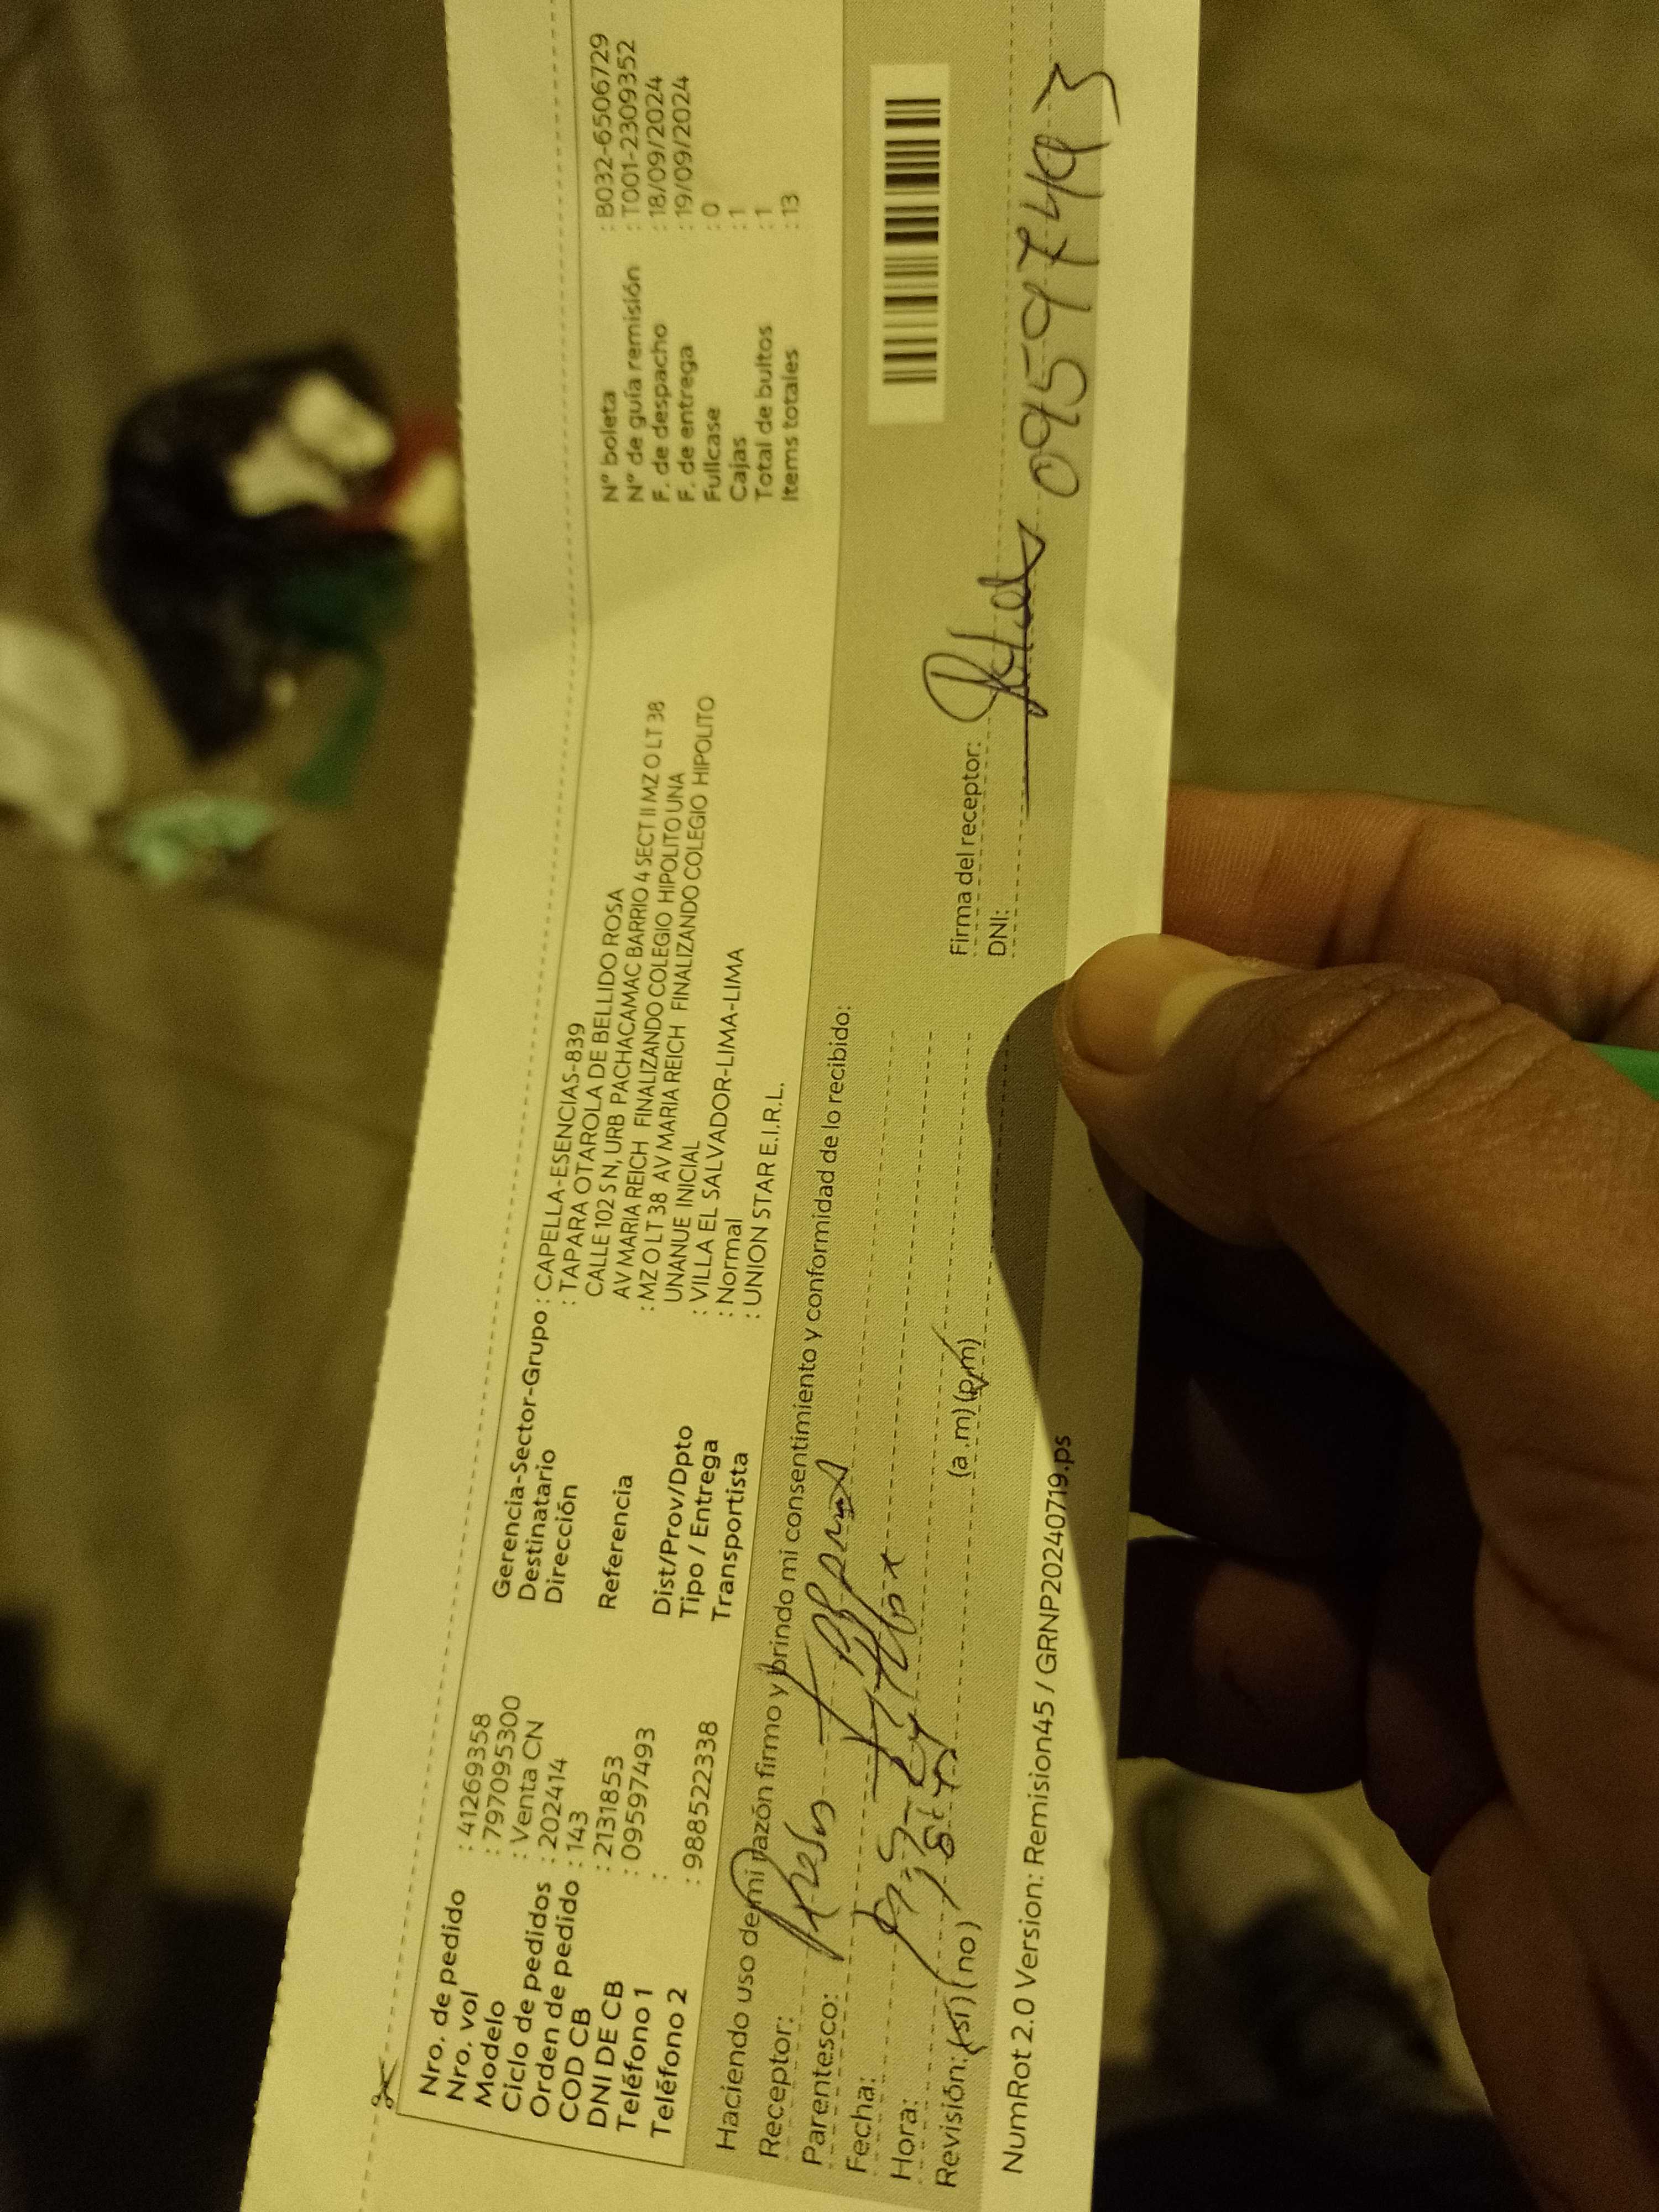 Nro. de pedido : 41269358
Nro. vol : 797095300
Modelo : Venta CN
Ciclo de pedidos : 202414
Orden de pedido : 143
COD CB : 2131853
DNI DE CB : 09597493
Teléfono 1 :
Teléfono 2 : 988522338
Gerencia-Sector-Grupo : CAPELLA-ESENCIAS-839
Destinatario : TAPARA OTAROLA DE BELLIDO ROSA
Dirección CALLE 102 S N, URB PACHACAMAC BARRIO 4 SECT II MZ O LT 38
AV MARIA REICH FINALIZANDO COLEGIO HIPOLITO UNA
Referencia : MZ O LT 38 AV MARIA REICH FINALIZANDO COLEGIO HIPOLITO
UNANUE INICIAL
Dist/Prov/Dpto : VILLA EL SALVADOR-LIMA-LIMA
Tipo / Entrega : Normal
Transportista : UNION STAR E.I.R.L.
N° boleta : B032-6506729
N° de guía remisión : T001-2309352
F. de despacho : 18/09/2024
F. de entrega : 19/09/2024
Fullcase : 0
Cajas : 1
Total de bultos : 1
Items totales : 13
Haciendo uso de mi razón firmo y brindo mi consentimiento y conformidad de lo recibido:
Receptor: Rosa
Parentesco:
Fecha:
Hora: (a.m) (p.m)
Revisión: (si) (no)
Firma del receptor:
DNI: 09597493
NumRot 2.0 Version: Remision45 / GRNP20240719.ps